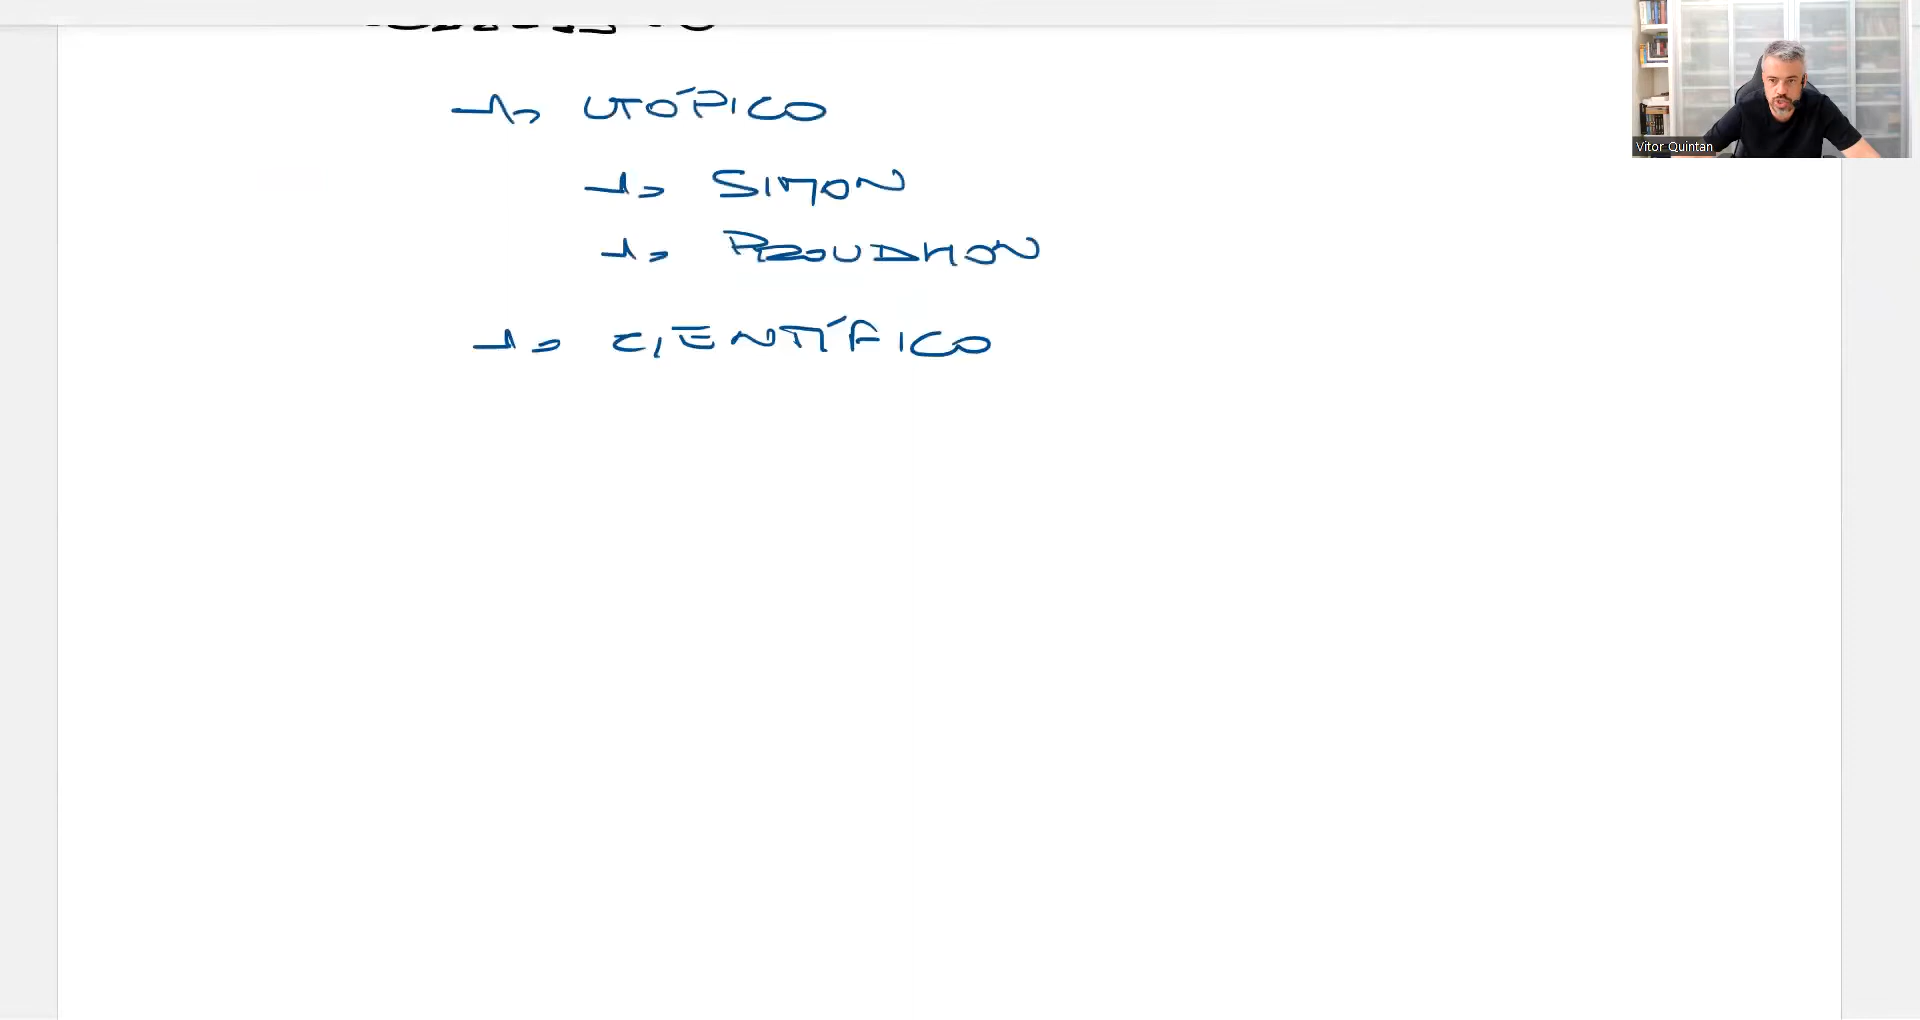 → UTÓPICO
Vitor Quintan
→ SIMON
→ PROUDHON
→ CIENTÍFICO